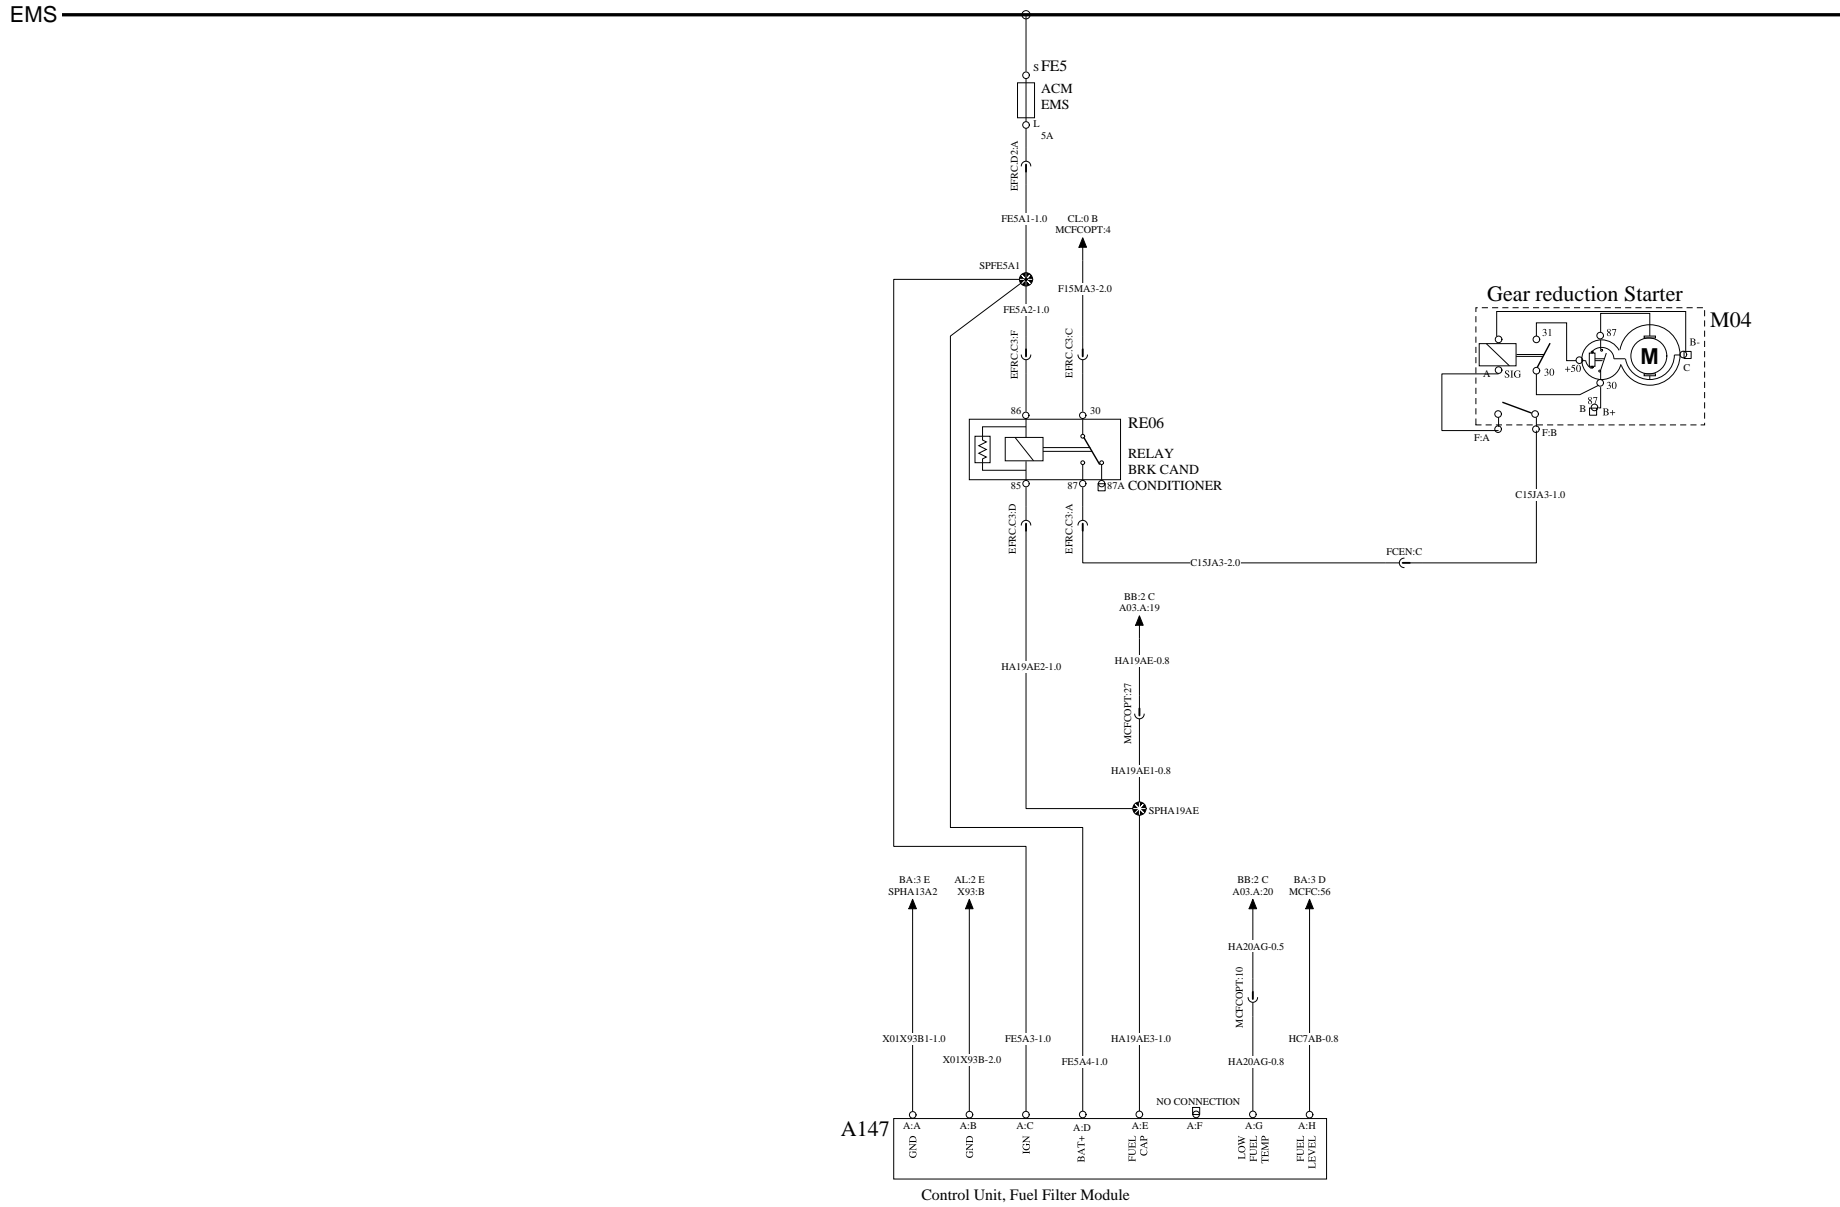 EMS
S FE5
ACM
EMS
L
5A
EFRC.D2:A
FE5A1-1.0
CL:0 B
MCFCOPT:4
SPFE5A1
F15MA3-2.0
FE5A2-1.0
EFRC.C3:F
EFRC.C3:C
86
30
RE06
RELAY
BRK CAND
CONDITIONER
85
87
87A
EFRC.C3:D
EFRC.C3:A
Gear reduction Starter
M04
31
87
B-
M
A
SIG
30
+50
C
30
87
B
B+
F:A
F:B
C15JA3-1.0
FCEN:C
C15JA3-2.0
BB:2 C
A03.A:19
HA19AE2-1.0
HA19AE-0.8
MCFCOPT:27
HA19AE1-0.8
SPHA19AE
BA:3 E
SPHA13A2
AL:2 E
X93:B
BB:2 C
A03.A:20
BA:3 D
MCFC:56
HA20AG-0.5
MCFCOPT:10
X01X93B1-1.0
FE5A3-1.0
HA19AE3-1.0
HC7AB-0.8
X01X93B-2.0
FE5A4-1.0
HA20AG-0.8
NO CONNECTION
A147
A:A
GND
A:B
GND
A:C
IGN
A:D
BAT+
A:E
FUEL
CAP
A:F
A:G
LOW
FUEL
TEMP
A:H
FUEL
LEVEL
Control Unit, Fuel Filter Module